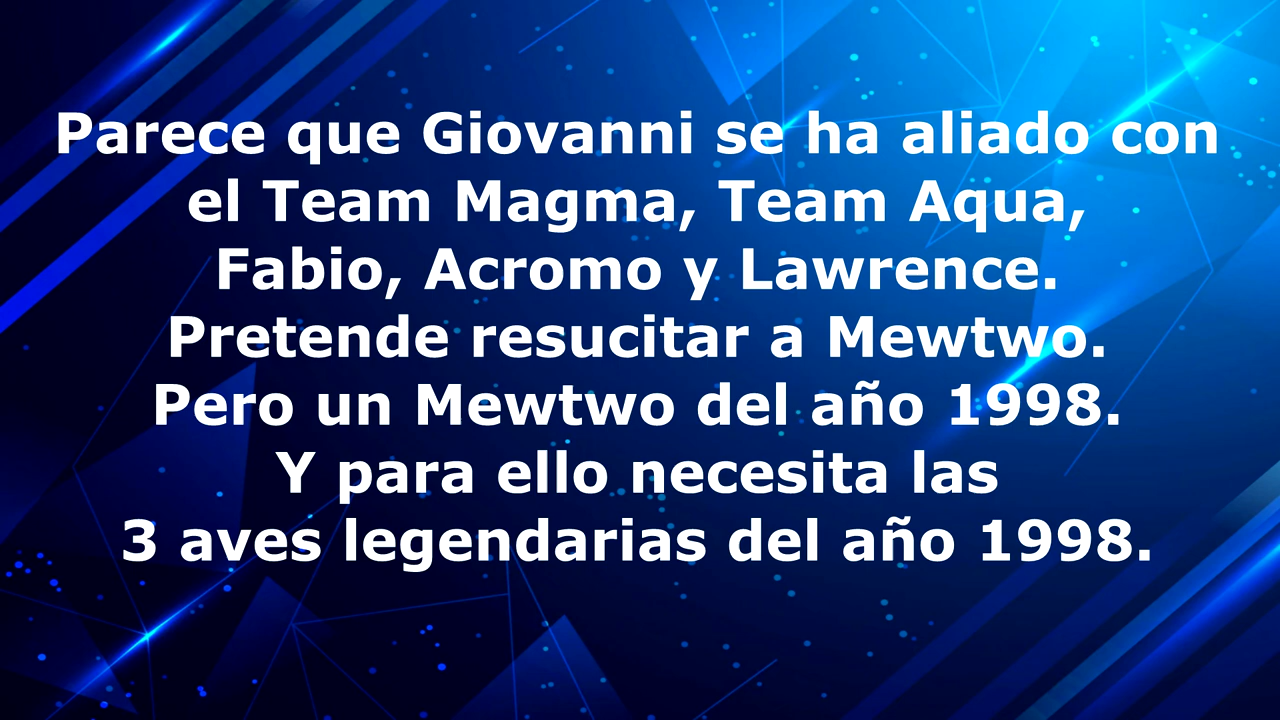 Parece que Giovanni se ha aliado con
el Team Magma, Team Aqua,
Fabio, Acromo y Lawrence.
Pretende resucitar a Mewtwo.
Pero un Mewtwo del año 1998.
Y para ello necesita las
3 aves legendarias del año 1998.